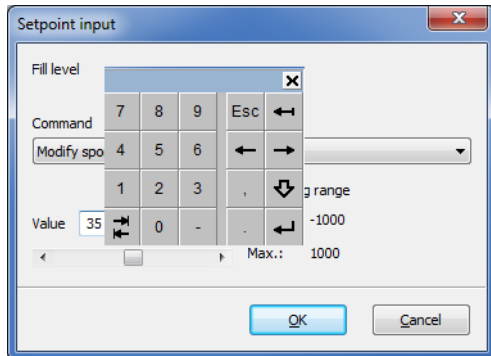 Setpoint input
Fill level
Command
7 8 9 Esc
Modify spo 4 5 6
1 2 3 , g range
Value 35 0 - . -1000
Max.: 1000
OK Cancel